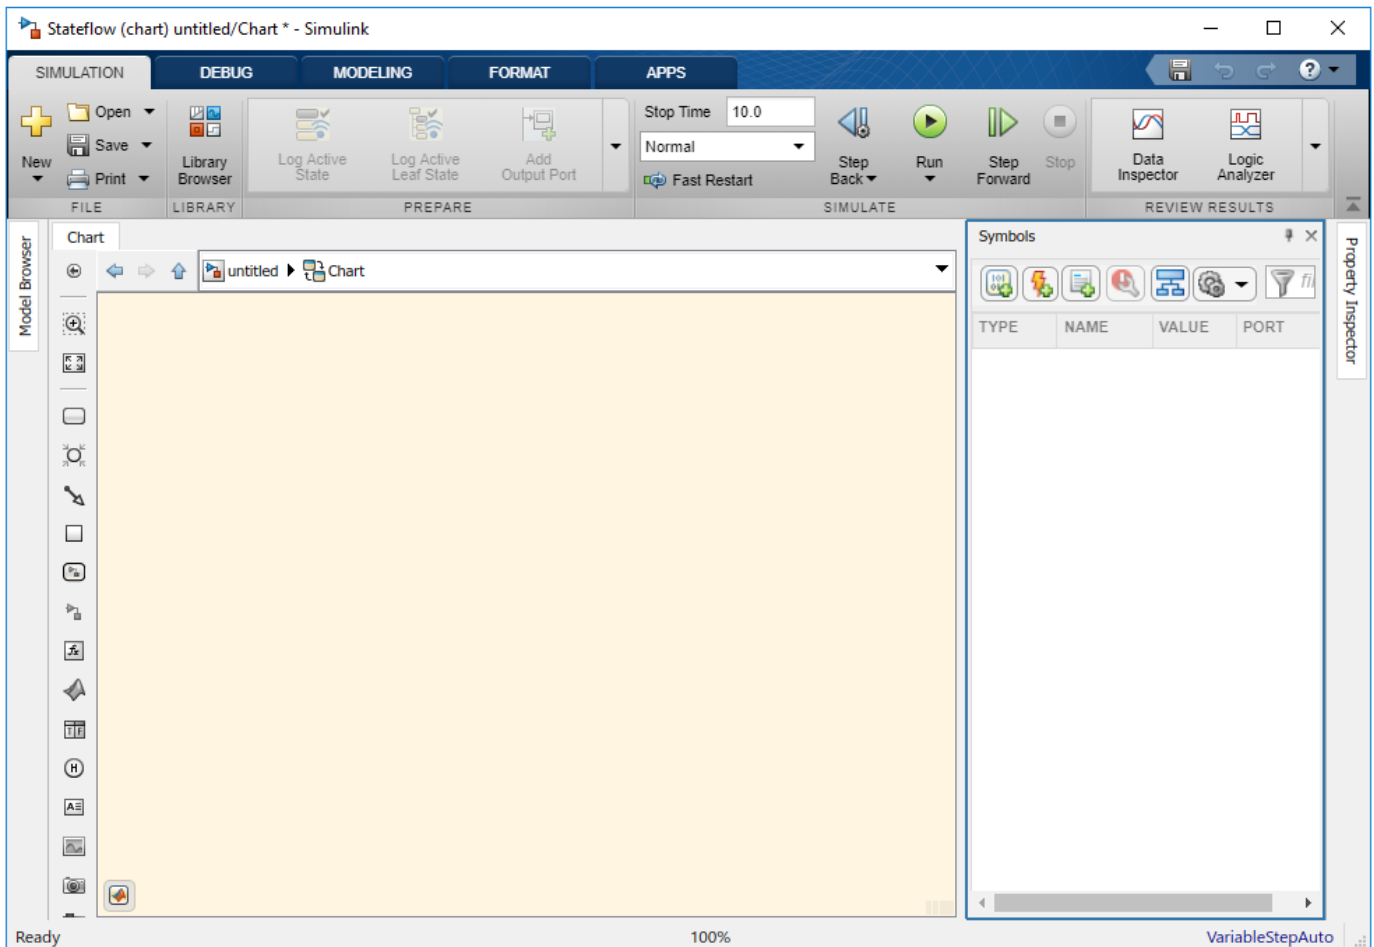 Stateflow (chart) untitled/Chart * - Simulink
SIMULATION DEBUG MODELING FORMAT APPS
New
Open
Save
Print
FILE
Library Browser
LIBRARY
Log Active State
Log Active Leaf State
Add Output Port
PREPARE
Stop Time 10.0
Normal
Fast Restart
Step Back
Run
Step Forward
Stop
SIMULATE
Data Inspector
Logic Analyzer
REVIEW RESULTS
Model Browser
Chart
untitled Chart
Symbols
TYPE NAME VALUE PORT
Property Inspector
Ready
100%
VariableStepAuto